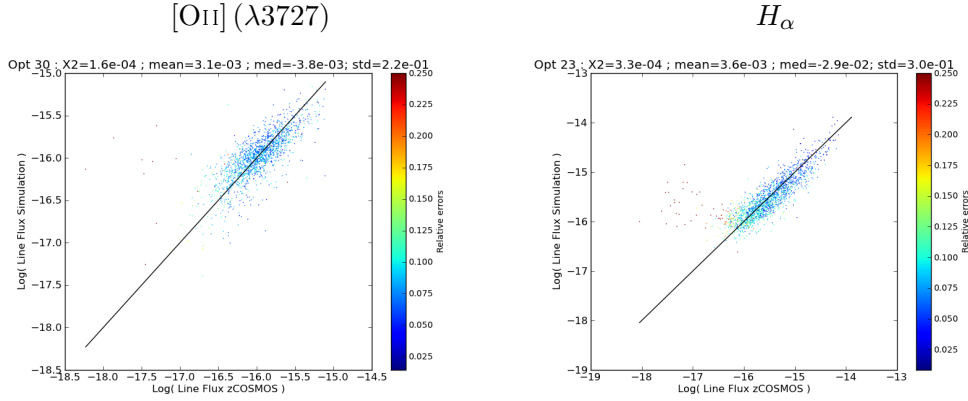 [OII] (λ3727)
Hα
Opt 30 : X2=1.6e-04 ; mean=3.1e-03 ; med=-3.8e-03; std=2.2e-01
Opt 23 : X2=3.3e-04 ; mean=3.6e-03 ; med=-2.9e-02; std=3.0e-01
−15.0
−15.5
−16.0
−16.5
−17.0
−17.5
−18.0
−18.5
Log( Line Flux Simulation )
−18.5 −18.0 −17.5 −17.0 −16.5 −16.0 −15.5 −15.0 −14.5
Log( Line Flux zCOSMOS )
0.250
0.225
0.200
0.175
0.150
0.125
0.100
0.075
0.050
0.025
Relative errors
−13
−14
−15
−16
−17
−18
−19
Log( Line Flux Simulation )
−19 −18 −17 −16 −15 −14 −13
Log( Line Flux zCOSMOS )
0.250
0.225
0.200
0.175
0.150
0.125
0.100
0.075
0.050
0.025
Relative errors